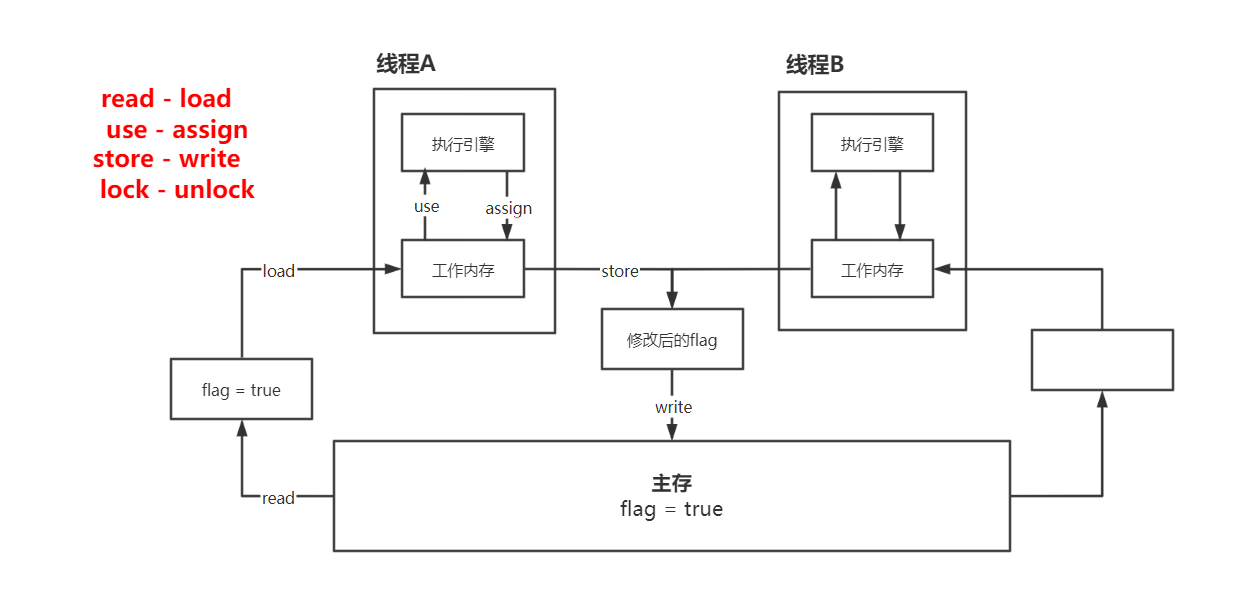 线程A
线程B
read - load
use - assign
store - write
lock - unlock
执行引擎
执行引擎
use
assign
load
工作内存
store
工作内存
修改后的flag
flag = true
write
read
主存
flag = true